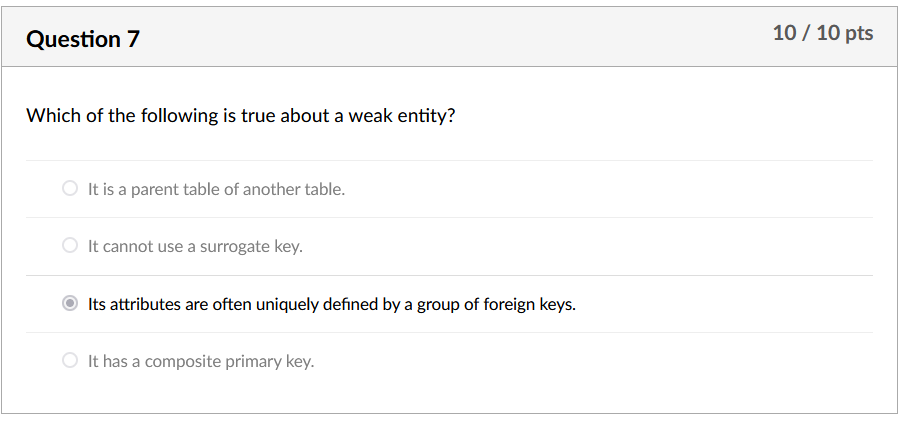 Question 7
10 / 10 pts
Which of the following is true about a weak entity?
It is a parent table of another table.
It cannot use a surrogate key.
Its attributes are often uniquely defined by a group of foreign keys.
It has a composite primary key.